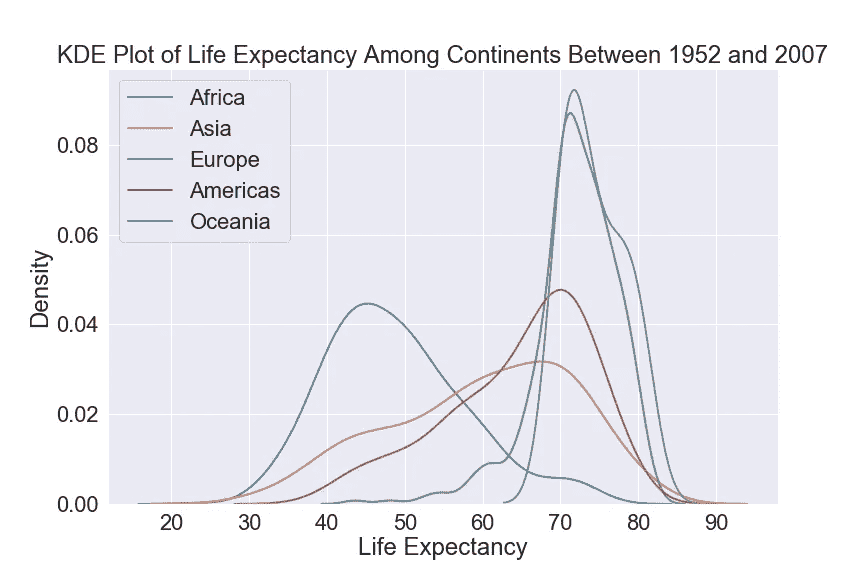 KDE Plot of Life Expectancy Among Continents Between 1952 and 2007
Africa
Asia
Europe
Americas
Oceania
Density
0.08
0.06
0.04
0.02
0.00
20 30 40 50 60 70 80 90
Life Expectancy